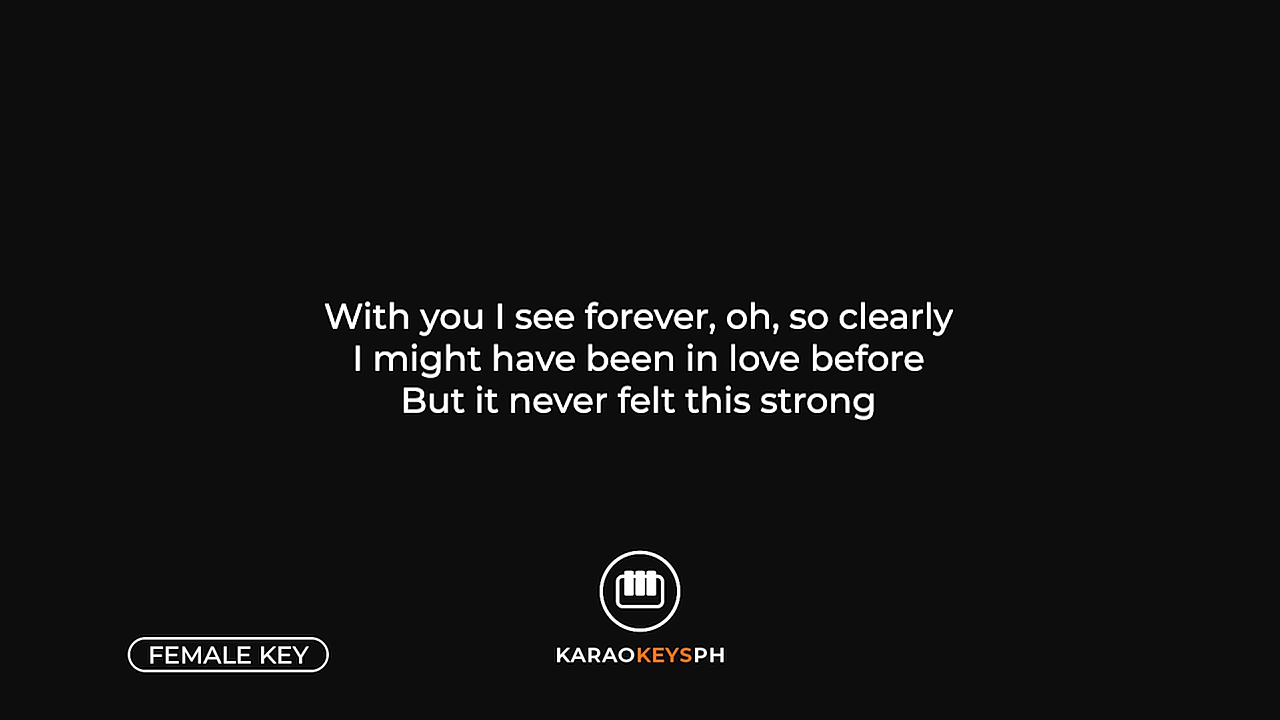 With you I see forever, oh, so clearly
I might have been in love before
But it never felt this strong
FEMALE KEY
KARAOKEYSPH